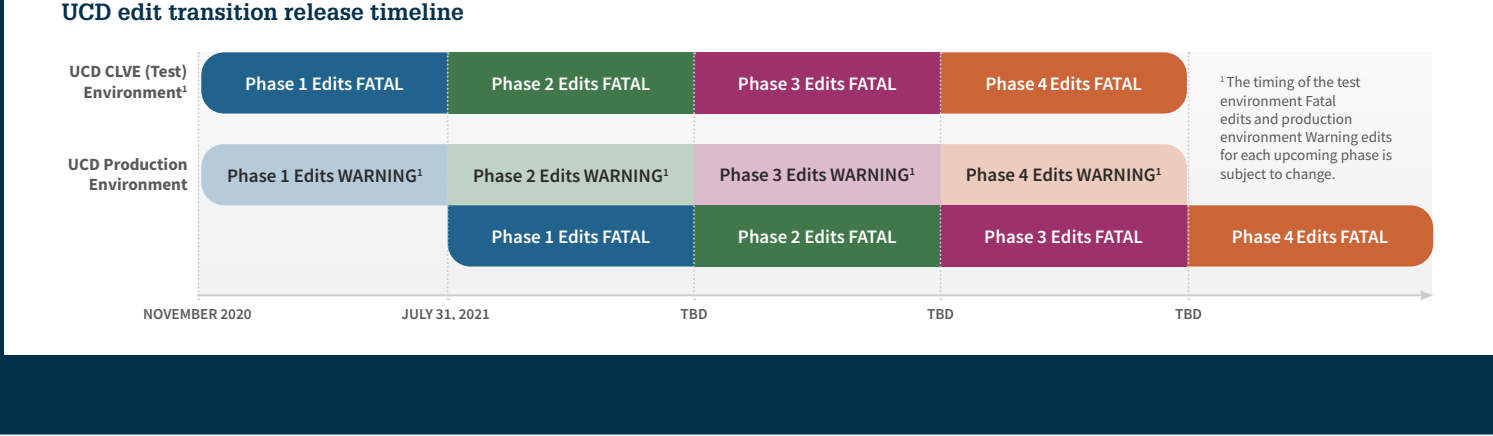 UCD edit transition release timeline
UCD CLVE (Test)
Environment¹
Phase 1 Edits FATAL
Phase 2 Edits FATAL
Phase 3 Edits FATAL
Phase 4 Edits FATAL
¹ The timing of the test
environment Fatal
edits and production
environment Warning edits
for each upcoming phase is
subject to change.
UCD Production
Environment
Phase 1 Edits WARNING¹
Phase 2 Edits WARNING¹
Phase 3 Edits WARNING¹
Phase 4 Edits WARNING¹
Phase 1 Edits FATAL
Phase 2 Edits FATAL
Phase 3 Edits FATAL
Phase 4 Edits FATAL
NOVEMBER 2020
JULY 31, 2021
TBD
TBD
TBD